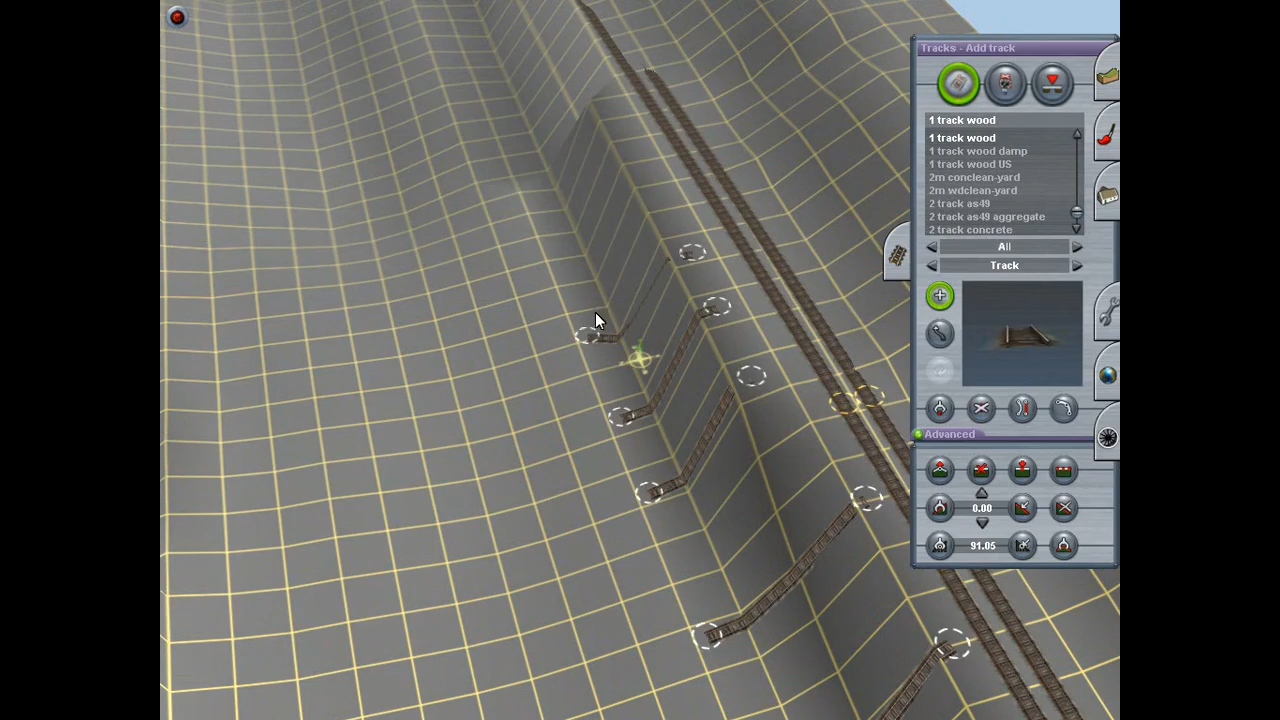 Tracks - Add track
1 track wood
1 track wood
1 track wood damp
1 track wood US
2m conclean-yard
2m wdclean-yard
2 track as49
2 track as49 aggregate
2 track concrete
All
Track
Advanced
0.00
91.05